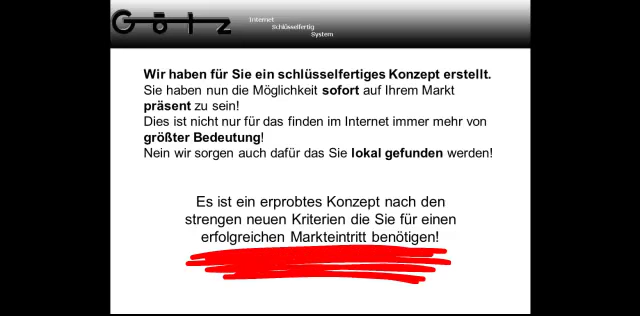 Götz
Internet
Schlüsselfertig
System
Wir haben für Sie ein schlüsselfertiges Konzept erstellt.
Sie haben nun die Möglichkeit sofort auf Ihrem Markt
präsent zu sein!
Dies ist nicht nur für das finden im Internet immer mehr von
größter Bedeutung!
Nein wir sorgen auch dafür das Sie lokal gefunden werden!
Es ist ein erprobtes Konzept nach den
strengen neuen Kriterien die Sie für einen
erfolgreichen Markteintritt benötigen!